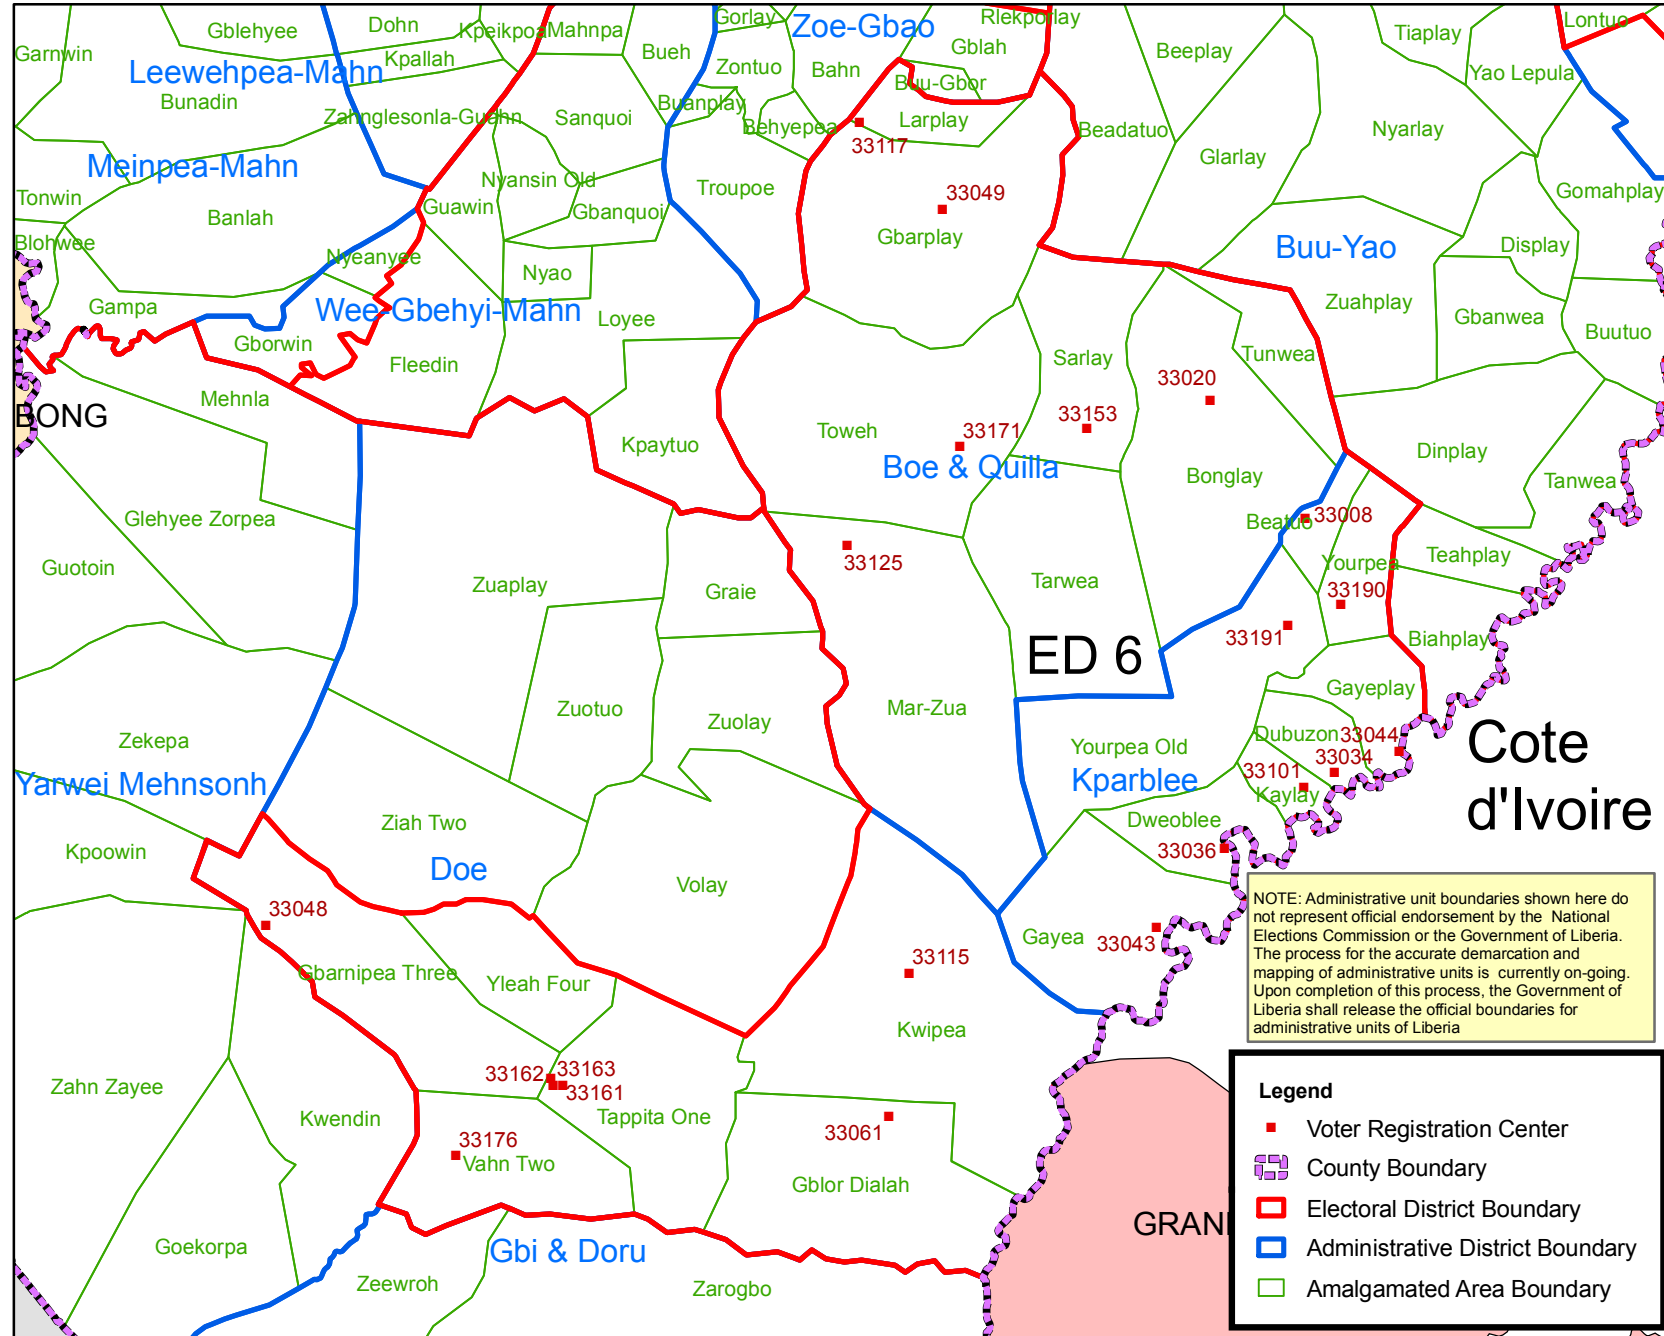 Gblehyee
Dohn
Kpeikpoa
Mahnpa
Gorlay
Zoe-Gbao
Rlekporlay
Tiaplay
Lontuo
Garnwin
Kpallah
Bueh
Gblah
Beeplay
Leewehpea-Mahn
Zontuo
Bahn
Yao Lepula
Bunadin
Buu-Gbor
Buanplay
Zahnglesonla-Guahn
Sanquoi
Behyepea
Larplay
Beadatuo
Nyarlay
33117
Glarlay
Meinpea-Mahn
Nyansin Old
Troupoe
33049
Gomahplay
Tonwin
Guawin
Banlah
Gbanquoi
Gbarplay
Blohwee
Nyeanyee
Nyao
Buu-Yao
Display
Gampa
Wee-Gbehyi-Mahn
Loyee
Zuahplay
Gbanwea
Buutuo
Gborwin
Fleedin
Sarlay
Tunwea
33020
Mehnla
BONG
33153
Toweh
33171
Kpaytuo
Boe & Quilla
Bonglay
Dinplay
Tanwea
Glehyee Zorpea
Beatuo
33008
Guotoin
33125
Yourpea
Teahplay
Zuaplay
Graie
Tarwea
33190
33191
Biahplay
ED 6
Zuotuo
Zuolay
Mar-Zua
Gayeplay
Zekepa
Yourpea Old
Dubuzon
33044
33034
Cote
d'Ivoire
Yarwei Mehnsonh
Kparblee
33101
Kaylay
Ziah Two
Dweoblee
Kpoowin
33036
Doe
Volay
33048
Gayea
33043
Gbarnipea Three
Yleah Four
33115
Kwipea
NOTE: Administrative unit boundaries shown here do
not represent official endorsement by the National
Elections Commission or the Government of Liberia.
The process for the accurate demarcation and
mapping of administrative units is currently on-going.
Upon completion of this process, the Government of
Liberia shall release the official boundaries for
administrative units of Liberia
Zahn Zayee
33162
33163
33161
Kwendin
Tappita One
33061
33176
Vahn Two
Gblor Dialah
GRAN
Goekorpa
Gbi & Doru
Zeewroh
Zarogbo
Legend
Voter Registration Center
County Boundary
Electoral District Boundary
Administrative District Boundary
Amalgamated Area Boundary